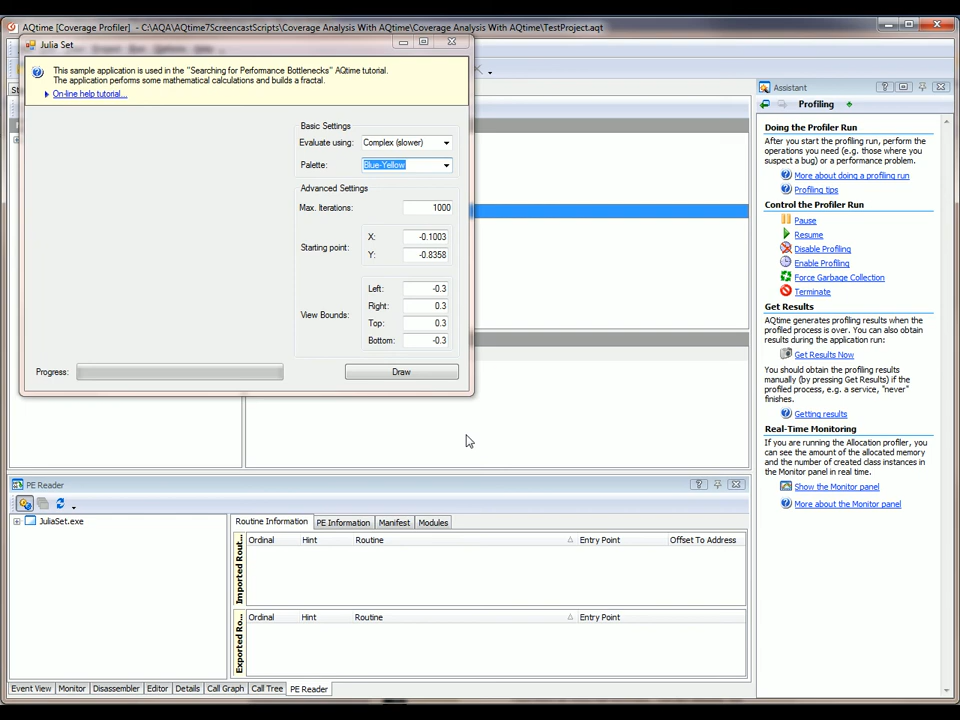 AQtime [Coverage Profiler] - C:\AQA\AQtime7ScreencastScripts\Coverage Analysis With AQtime\Coverage Analysis With AQtime\TestProject.aqt
Julia Set
This sample application is used in the "Searching for Performance Bottlenecks" AQtime tutorial.
The application performs some mathematical calculations and builds a fractal.
On-line help tutorial...
Basic Settings
Evaluate using: Complex (slower)
Palette: Blue-Yellow
Advanced Settings
Max. Iterations: 1000
Starting point:
X: -0.1003
Y: -0.8358
View Bounds:
Left: -0.3
Right: 0.3
Top: 0.3
Bottom: -0.3
Progress:
Draw
Assistant
Profiling
Doing the Profiler Run
After you start the profiling run, perform the
operations you need (e.g. those where you
suspect a bug) or a performance problem.
More about doing a profiling run
Profiling tips
Control the Profiler Run
Pause
Resume
Disable Profiling
Enable Profiling
Force Garbage Collection
Terminate
Get Results
AQtime generates profiling results when the
profiled process is over. You can also obtain
results during the application run:
Get Results Now
You should obtain the profiling results
manually (by pressing Get Results) if the
profiled process, e.g. a service, "never"
finishes.
Getting results
Real-Time Monitoring
If you are running the Allocation profiler, you
can see the amount of the allocated memory
and the number of created class instances in
the Monitor panel in real time.
Show the Monitor panel
More about the Monitor panel
PE Reader
JuliaSet.exe
Routine Information PE Information Manifest Modules
Imported Rout...
Ordinal Hint Routine Entry Point Offset To Address
Exported Ro...
Ordinal Hint Routine Entry Point
Event View Monitor Disassembler Editor Details Call Graph Call Tree PE Reader